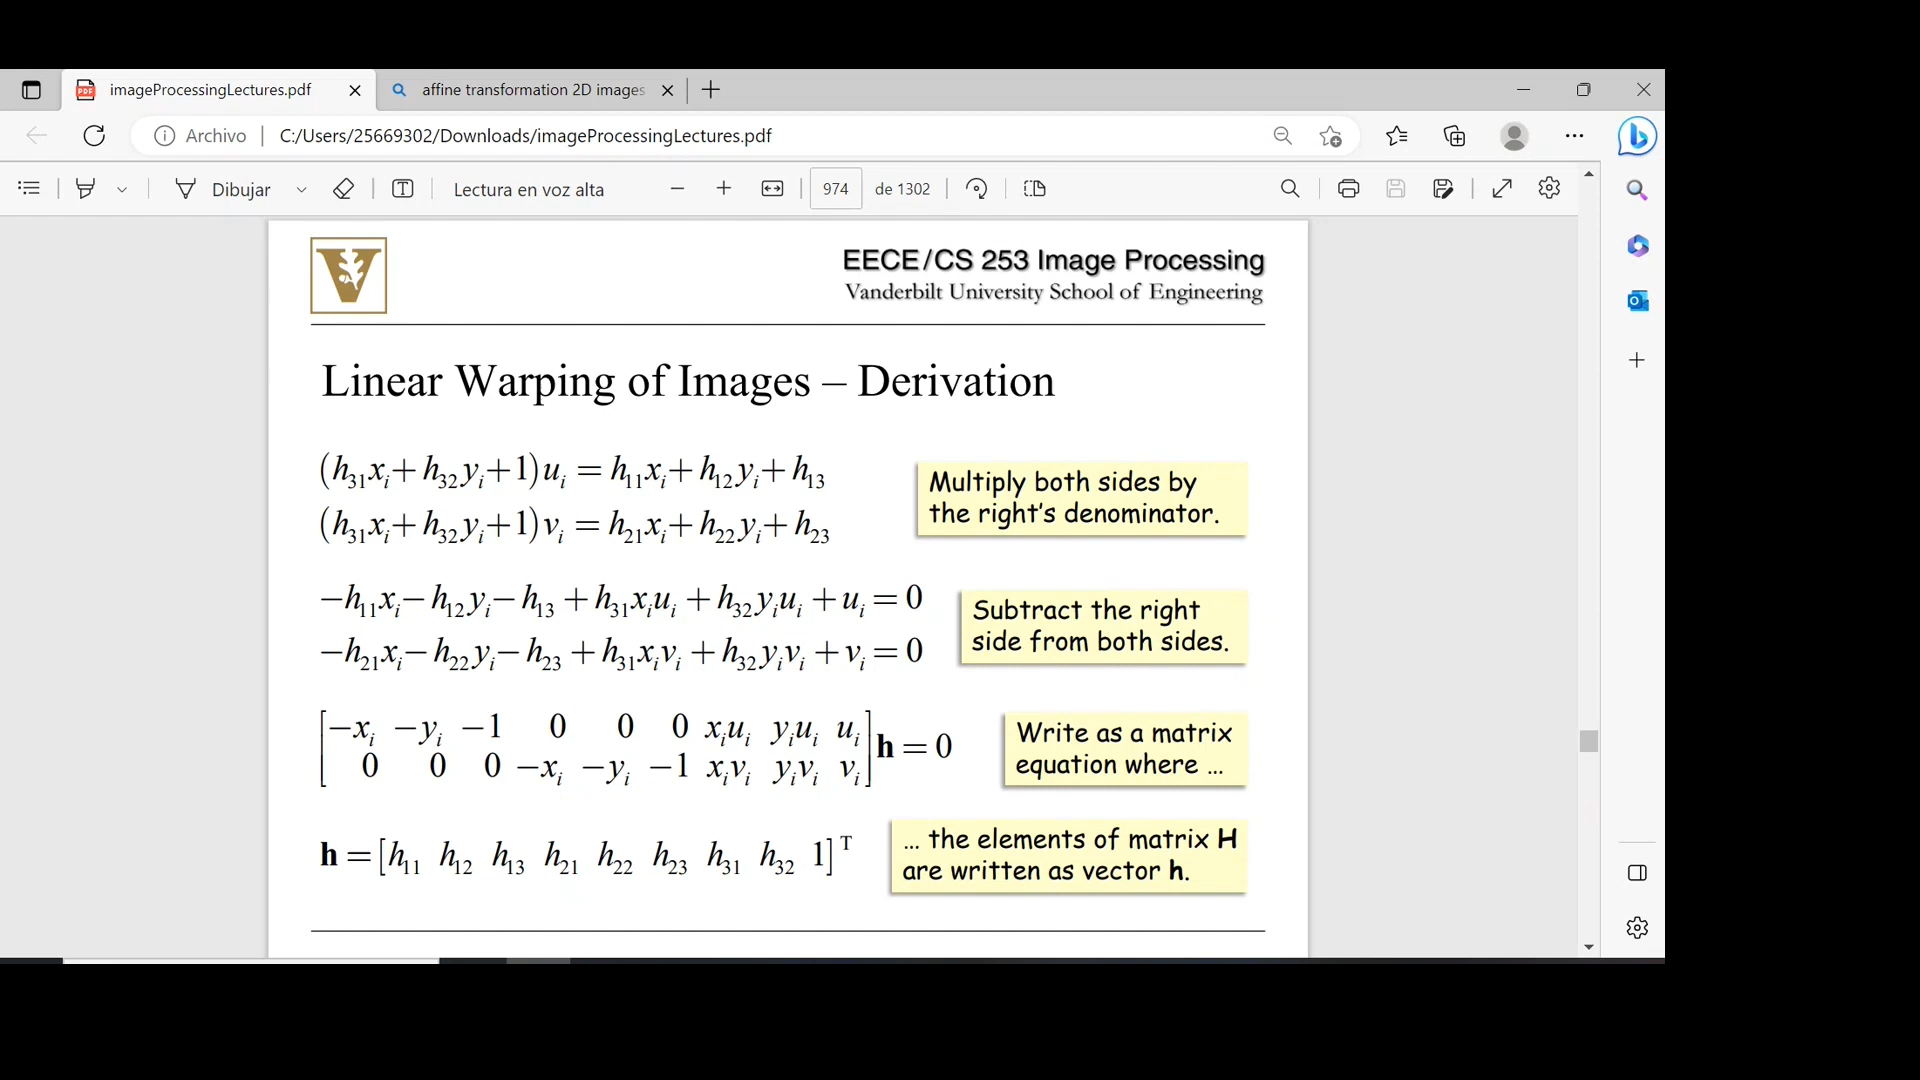 imageProcessingLectures.pdf
affine transformation 2D images
Archivo
C:/Users/25669302/Downloads/imageProcessingLectures.pdf
Dibujar
Lectura en voz alta
974 de 1302
V
EECE/CS 253 Image Processing
Vanderbilt University School of Engineering
Linear Warping of Images – Derivation
(h₃₁xᵢ + h₃₂yᵢ + 1)uᵢ = h₁₁xᵢ + h₁₂yᵢ + h₁₃
(h₃₁xᵢ + h₃₂yᵢ + 1)vᵢ = h₂₁xᵢ + h₂₂yᵢ + h₂₃
Multiply both sides by
the right's denominator.
−h₁₁xᵢ − h₁₂yᵢ − h₁₃ + h₃₁xᵢuᵢ + h₃₂yᵢuᵢ + uᵢ = 0
−h₂₁xᵢ − h₂₂yᵢ − h₂₃ + h₃₁xᵢvᵢ + h₃₂yᵢvᵢ + vᵢ = 0
Subtract the right
side from both sides.
[−xᵢ −yᵢ −1 0 0 0 xᵢuᵢ yᵢuᵢ uᵢ
0 0 0 −xᵢ −yᵢ −1 xᵢvᵢ yᵢvᵢ vᵢ] h = 0
Write as a matrix
equation where ...
h = [h₁₁ h₁₂ h₁₃ h₂₁ h₂₂ h₂₃ h₃₁ h₃₂ 1]ᵀ
... the elements of matrix H
are written as vector h.